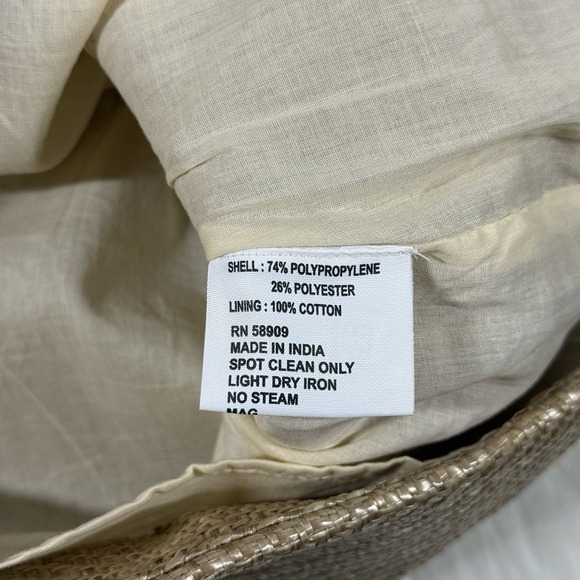 SHELL : 74% POLYPROPYLENE
26% POLYESTER
LINING : 100% COTTON
RN 58909
MADE IN INDIA
SPOT CLEAN ONLY
LIGHT DRY IRON
NO STEAM
MAG